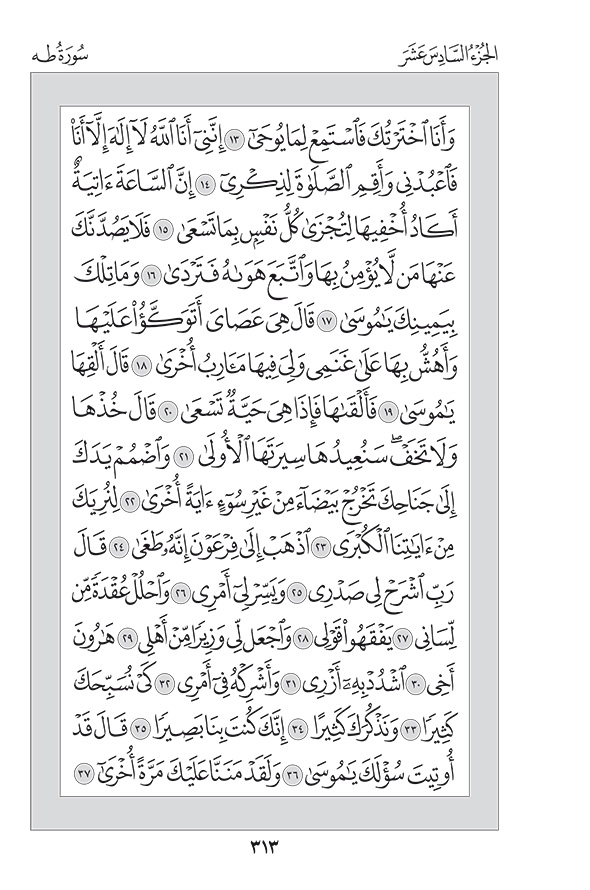 الجُزْءُ السَّادِسَ عَشَرَ
سُورَةُ طه
وَأَنَا ٱخْتَرْتُكَ فَٱسْتَمِعْ لِمَا يُوحَىٰٓ ١٣ إِنَّنِىٓ أَنَا ٱللَّهُ لَآ إِلَٰهَ إِلَّآ أَنَا۠
فَٱعْبُدْنِى وَأَقِمِ ٱلصَّلَوٰةَ لِذِكْرِىٓ ١٤ إِنَّ ٱلسَّاعَةَ ءَاتِيَةٌ
أَكَادُ أُخْفِيهَا لِتُجْزَىٰ كُلُّ نَفْسٍۭ بِمَا تَسْعَىٰ ١٥ فَلَا يَصُدَّنَّكَ
عَنْهَا مَن لَّا يُؤْمِنُ بِهَا وَٱتَّبَعَ هَوَىٰهُ فَتَرْدَىٰ ١٦ وَمَا تِلْكَ
بِيَمِينِكَ يَٰمُوسَىٰ ١٧ قَالَ هِىَ عَصَاىَ أَتَوَكَّؤُا۟ عَلَيْهَا
وَأَهُشُّ بِهَا عَلَىٰ غَنَمِى وَلِىَ فِيهَا مَـَٔارِبُ أُخْرَىٰ ١٨ قَالَ أَلْقِهَا
يَٰمُوسَىٰ ١٩ فَأَلْقَىٰهَا فَإِذَا هِىَ حَيَّةٌ تَسْعَىٰ ٢٠ قَالَ خُذْهَا
وَلَا تَخَفْ ۖ سَنُعِيدُهَا سِيرَتَهَا ٱلْأُولَىٰ ٢١ وَٱضْمُمْ يَدَكَ
إِلَىٰ جَنَاحِكَ تَخْرُجْ بَيْضَآءَ مِنْ غَيْرِ سُوٓءٍ ءَايَةً أُخْرَىٰ ٢٢ لِنُرِيَكَ
مِنْ ءَايَٰتِنَا ٱلْكُبْرَى ٢٣ ٱذْهَبْ إِلَىٰ فِرْعَوْنَ إِنَّهُۥ طَغَىٰ ٢٤ قَالَ
رَبِّ ٱشْرَحْ لِى صَدْرِى ٢٥ وَيَسِّرْ لِىٓ أَمْرِى ٢٦ وَٱحْلُلْ عُقْدَةً مِّن
لِّسَانِى ٢٧ يَفْقَهُوا۟ قَوْلِى ٢٨ وَٱجْعَل لِّى وَزِيرًا مِّنْ أَهْلِى ٢٩ هَٰرُونَ
أَخِى ٣٠ ٱشْدُدْ بِهِۦٓ أَزْرِى ٣١ وَأَشْرِكْهُ فِىٓ أَمْرِى ٣٢ كَىْ نُسَبِّحَكَ
كَثِيرًا ٣٣ وَنَذْكُرَكَ كَثِيرًا ٣٤ إِنَّكَ كُنتَ بِنَا بَصِيرًا ٣٥ قَالَ قَدْ
أُوتِيتَ سُؤْلَكَ يَٰمُوسَىٰ ٣٦ وَلَقَدْ مَنَنَّا عَلَيْكَ مَرَّةً أُخْرَىٰٓ ٣٧
٣١٣